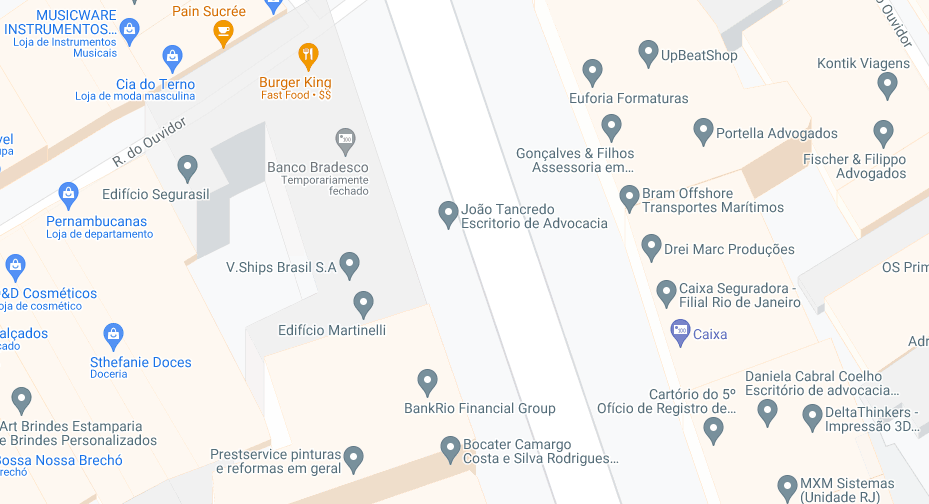 MUSICWARE
INSTRUMENTOS...
Loja de Instrumentos
Musicais
Pain Sucrée
Cia do Terno
Loja de moda masculina
Burger King
Fast Food • $$
R. do Ouvidor
Banco Bradesco
Temporariamente
fechado
Edifício Segurasil
Pernambucanas
Loja de departamento
V.Ships Brasil S.A
Edifício Martinelli
D&D Cosméticos
oja de cosmético
alçados
çado
Sthefanie Doces
Doceria
Art Brindes Estamparia
e Brindes Personalizados
Bossa Nossa Brechó
rechó
Prestservice pinturas
e reformas em geral
BankRio Financial Group
Bocater Camargo
Costa e Silva Rodrigues...
João Tancredo
Escritorio de Advocacia
UpBeatShop
Euforia Formaturas
Gonçalves & Filhos
Assessoria em...
Portella Advogados
Kontik Viagens
Fischer & Filippo
Advogados
do Ouvidor
Bram Offshore
Transportes Marítimos
Drei Marc Produções
Caixa Seguradora -
Filial Rio de Janeiro
Caixa
OS Prim
Adr
Cartório do 5º
Ofício de Registro de...
Daniela Cabral Coelho
Escritório de advocacia...
DeltaThinkers -
Impressão 3D...
MXM Sistemas
(Unidade RJ)